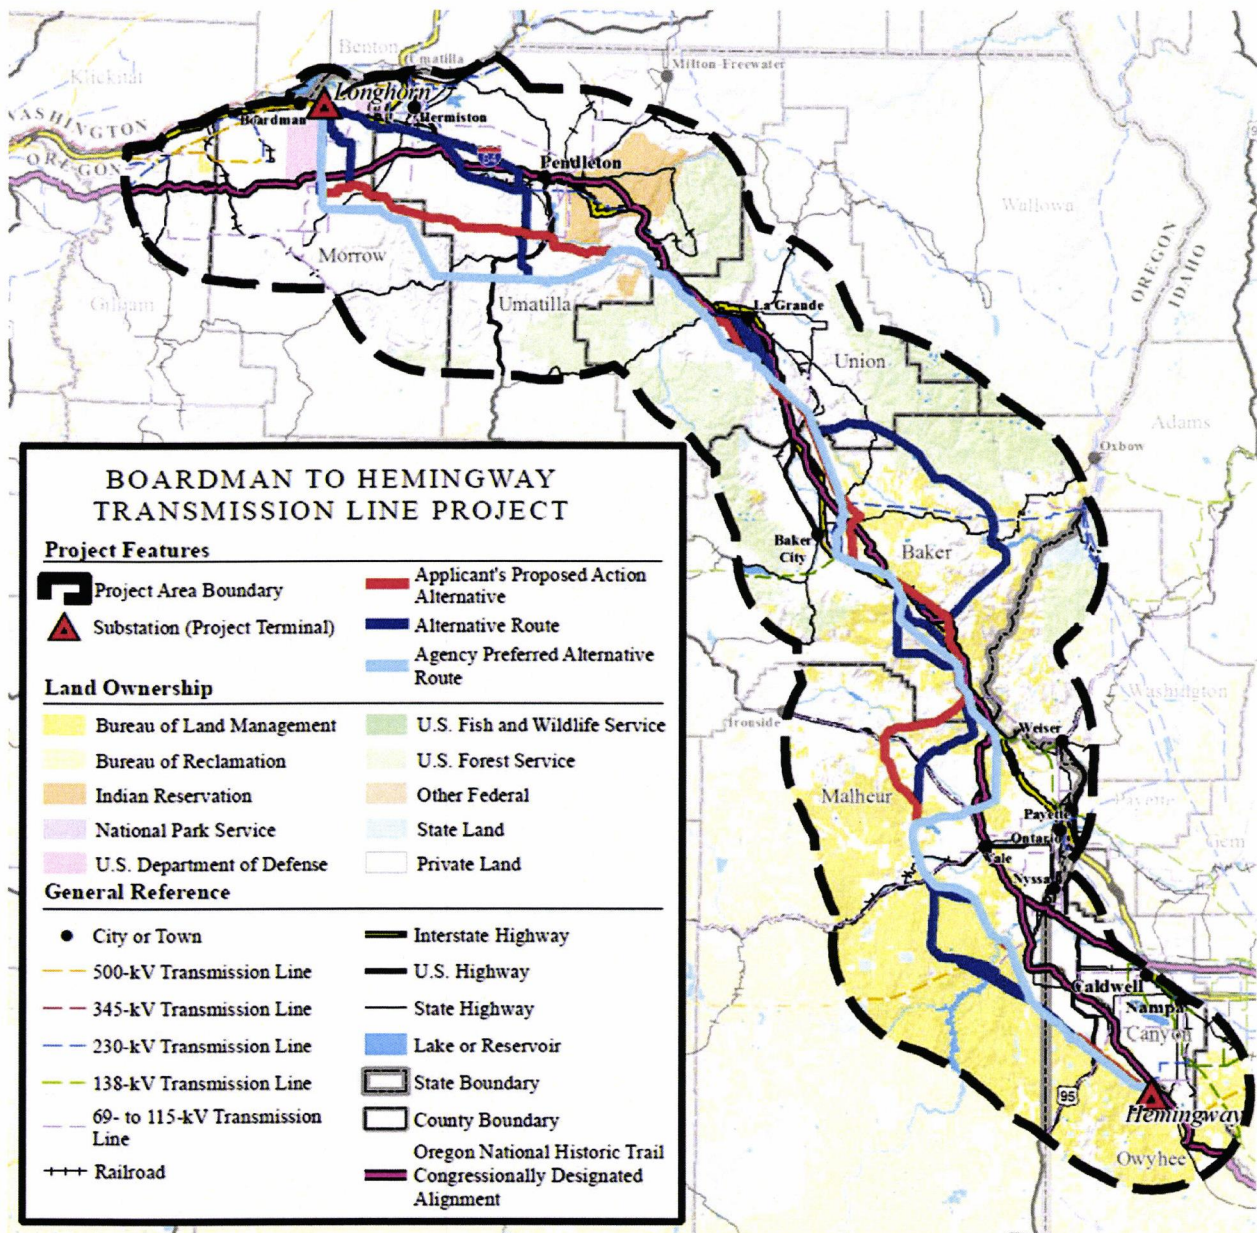 Benton
Umatilla
Klickitat
Milton-Freewater
Longhorn
WASHINGTON
Boardman
Hermiston
OREGON
84
Pendleton
Wallowa
OREGON
IDAHO
Morrow
Gilliam
Umatilla
La Grande
Union
Adams
Oxbow
BOARDMAN TO HEMINGWAY
TRANSMISSION LINE PROJECT
Project Features
Project Area Boundary
Substation (Project Terminal)
Applicant's Proposed Action
Alternative
Alternative Route
Agency Preferred Alternative
Route
Land Ownership
Bureau of Land Management
Bureau of Reclamation
Indian Reservation
National Park Service
U.S. Department of Defense
U.S. Fish and Wildlife Service
U.S. Forest Service
Other Federal
State Land
Private Land
General Reference
City or Town
500-kV Transmission Line
345-kV Transmission Line
230-kV Transmission Line
138-kV Transmission Line
69- to 115-kV Transmission
Line
Railroad
Interstate Highway
U.S. Highway
State Highway
Lake or Reservoir
State Boundary
County Boundary
Oregon National Historic Trail
Congressionally Designated
Alignment
Baker
City
Baker
Washington
Ironside
Weiser
Malheur
Payette
Payette
Ontario
Gem
Vale
Nyssa
Caldwell
Nampa
Canyon
95
Hemingway
Owyhee